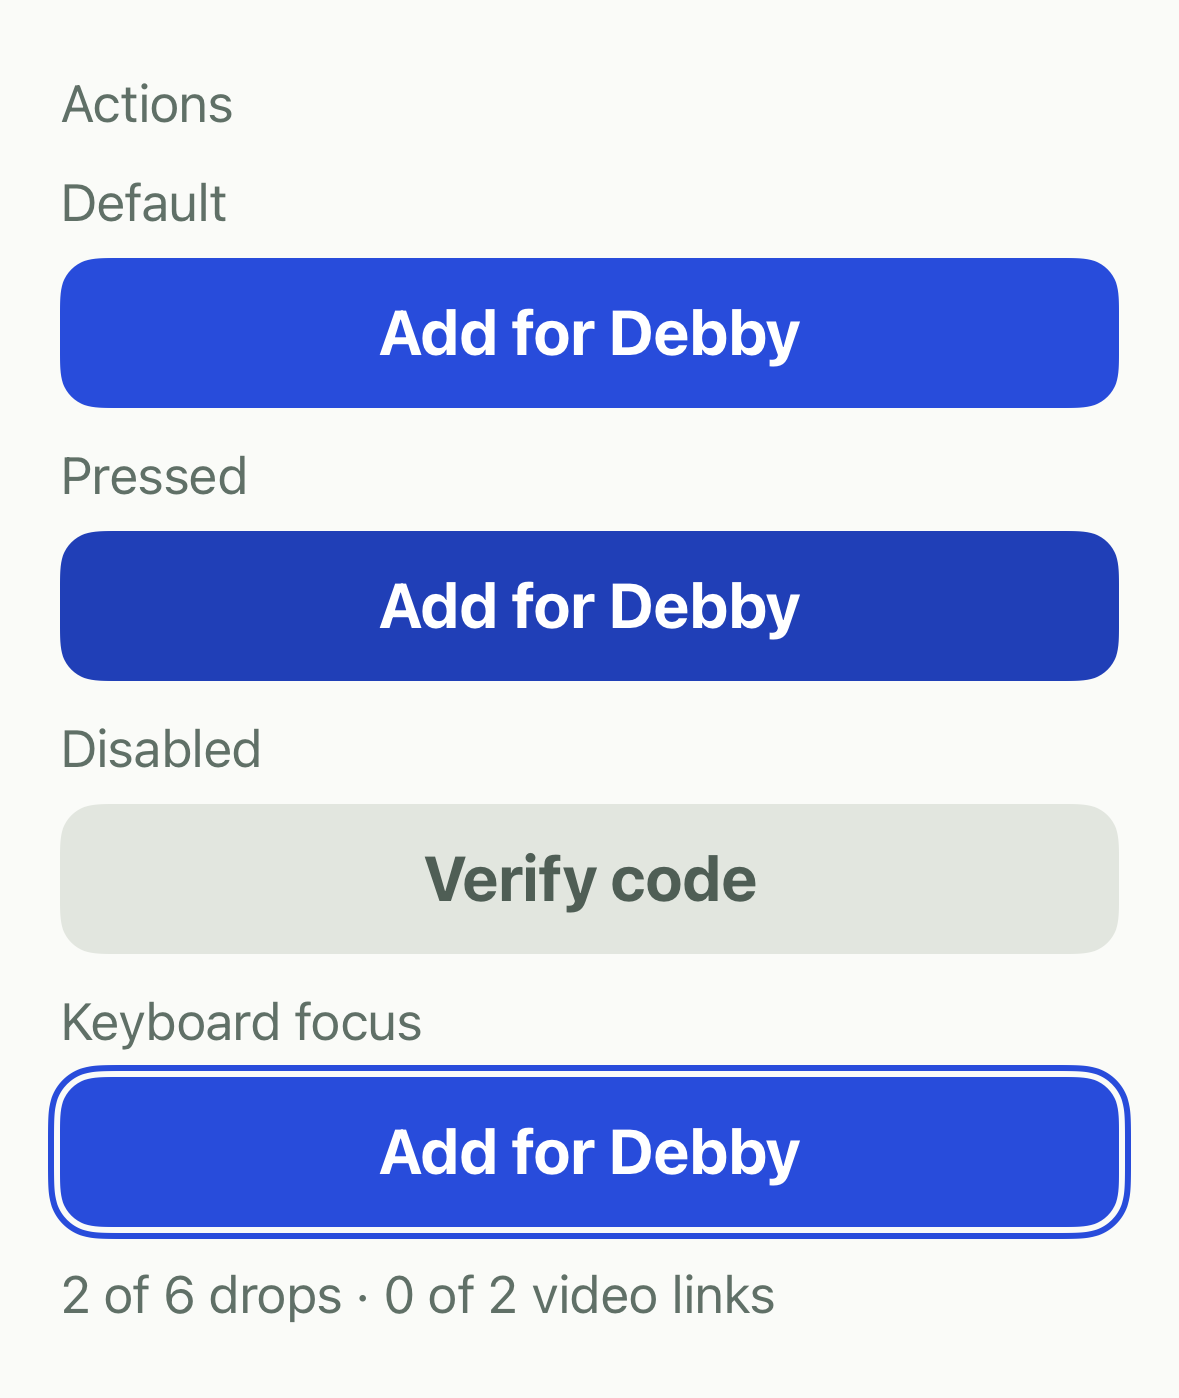 Actions
Default
Add for Debby
Pressed
Add for Debby
Disabled
Verify code
Keyboard focus
Add for Debby
2 of 6 drops · 0 of 2 video links